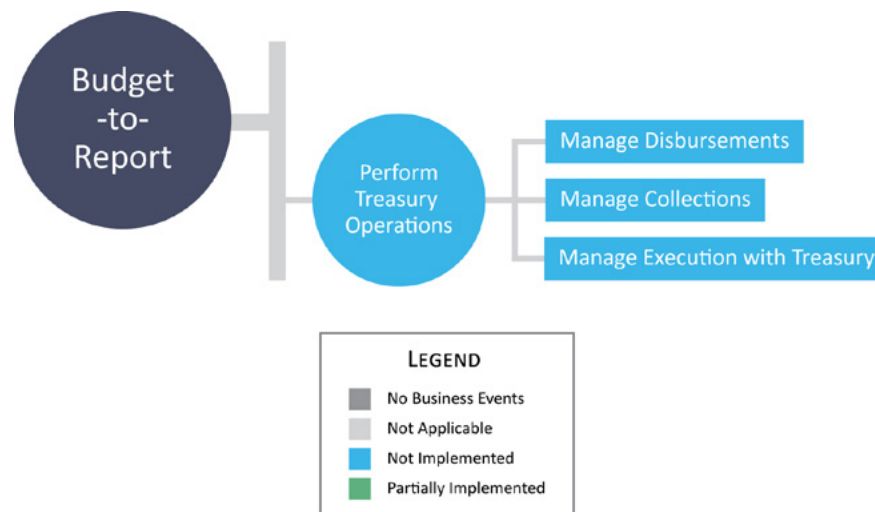 Budget
-to-
Report
Perform
Treasury
Operations
Manage Disbursements
Manage Collections
Manage Execution with Treasury
LEGEND
No Business Events
Not Applicable
Not Implemented
Partially Implemented